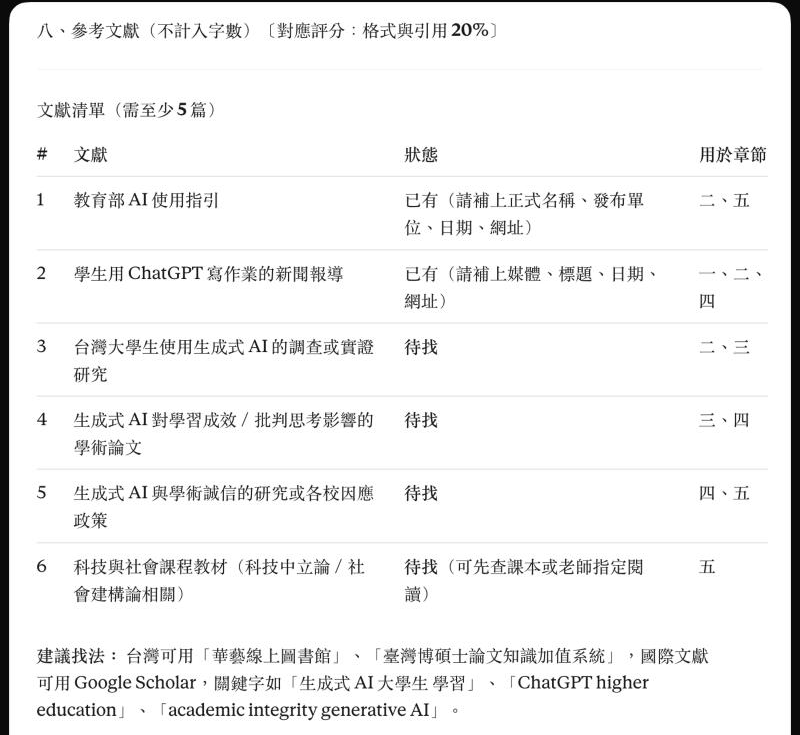 八、參考文獻（不計入字數）〔對應評分：格式與引用 20%〕
文獻清單（需至少 5 篇）
# 文獻 狀態 用於章節
1 教育部 AI 使用指引 已有（請補上正式名稱、發布單 二、五
位、日期、網址）
2 學生用 ChatGPT 寫作業的新聞報導 已有（請補上媒體、標題、日期、 一、二、
網址） 四
3 台灣大學生使用生成式 AI 的調查或實證 待找 二、三
研究
4 生成式 AI 對學習成效 / 批判思考影響的 待找 三、四
學術論文
5 生成式 AI 與學術誠信的研究或各校因應 待找 四、五
政策
6 科技與社會課程教材（科技中立論 / 社 待找（可先查課本或老師指定閱 五
會建構論相關） 讀）
建議找法： 台灣可用「華藝線上圖書館」、「臺灣博碩士論文知識加值系統」，國際文獻
可用 Google Scholar，關鍵字如「生成式 AI 大學生 學習」、「ChatGPT higher
education」、「academic integrity generative AI」。